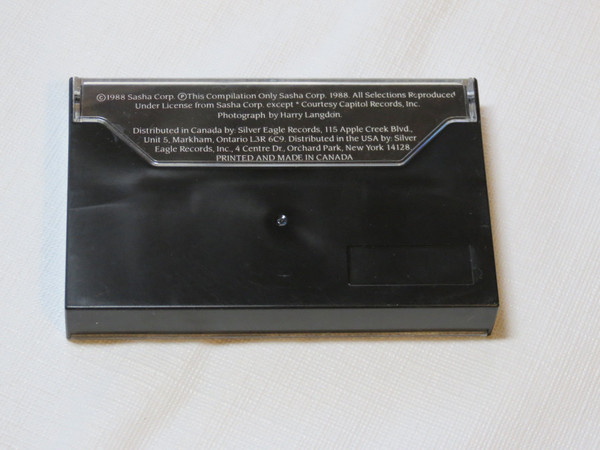 ©1988 Sasha Corp. ℗This Compilation Only Sasha Corp. 1988. All Selections Reproduced
Under License from Sasha Corp. except * Courtesy Capitol Records, Inc.
Photograph by Harry Langdon.
Distributed in Canada by: Silver Eagle Records, 115 Apple Creek Blvd.,
Unit 5, Markham, Ontario L3R 6C9. Distributed in the USA by: Silver
Eagle Records, Inc., 4 Centre Dr., Orchard Park, New York 14128.
PRINTED AND MADE IN CANADA